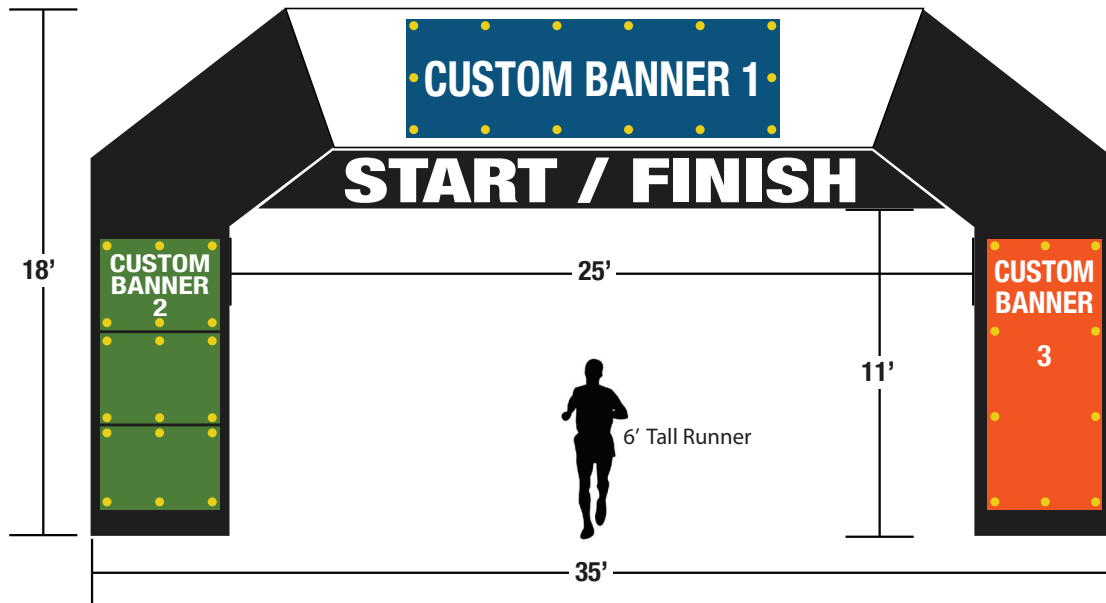 CUSTOM BANNER 1
START / FINISH
18’
25’
CUSTOM
BANNER
2
CUSTOM
BANNER
3
11’
6’ Tall Runner
35’